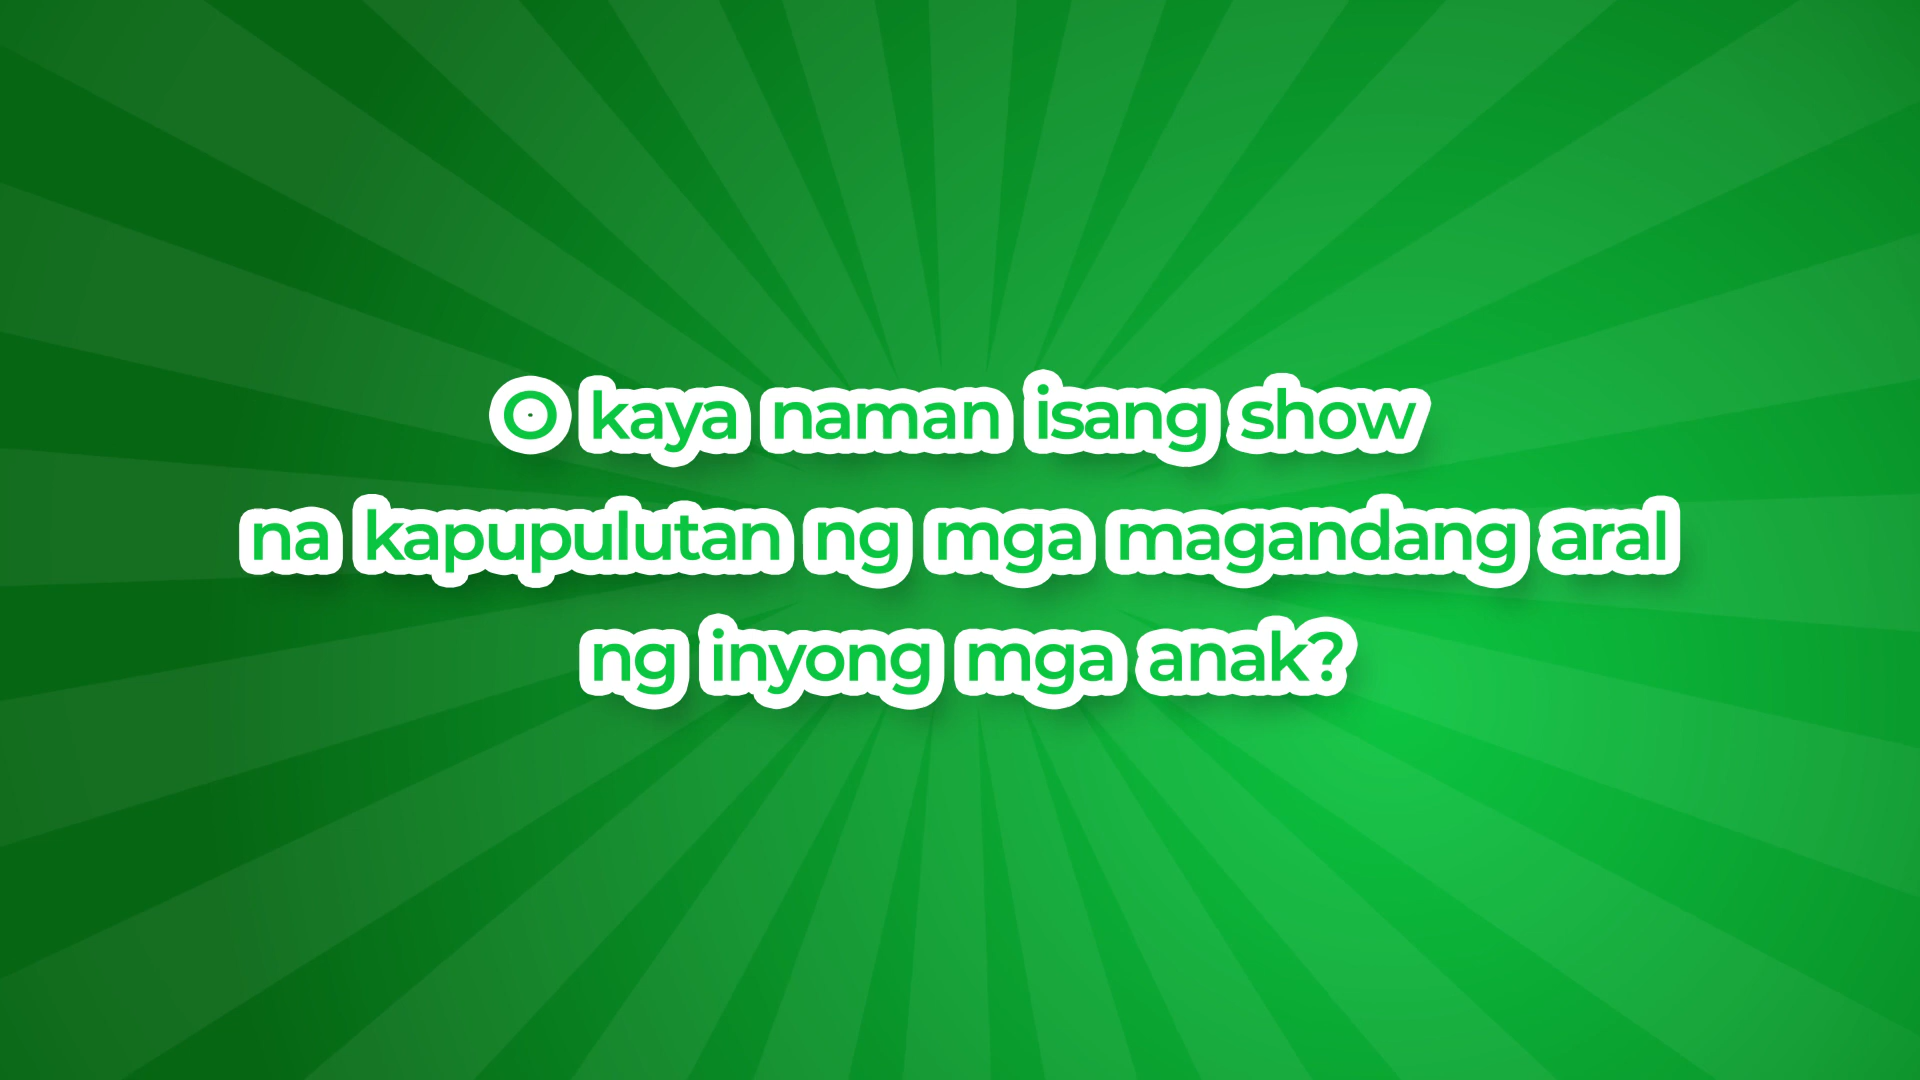 O kaya naman isang show
na kapupulutan ng mga magandang aral
ng inyong mga anak?